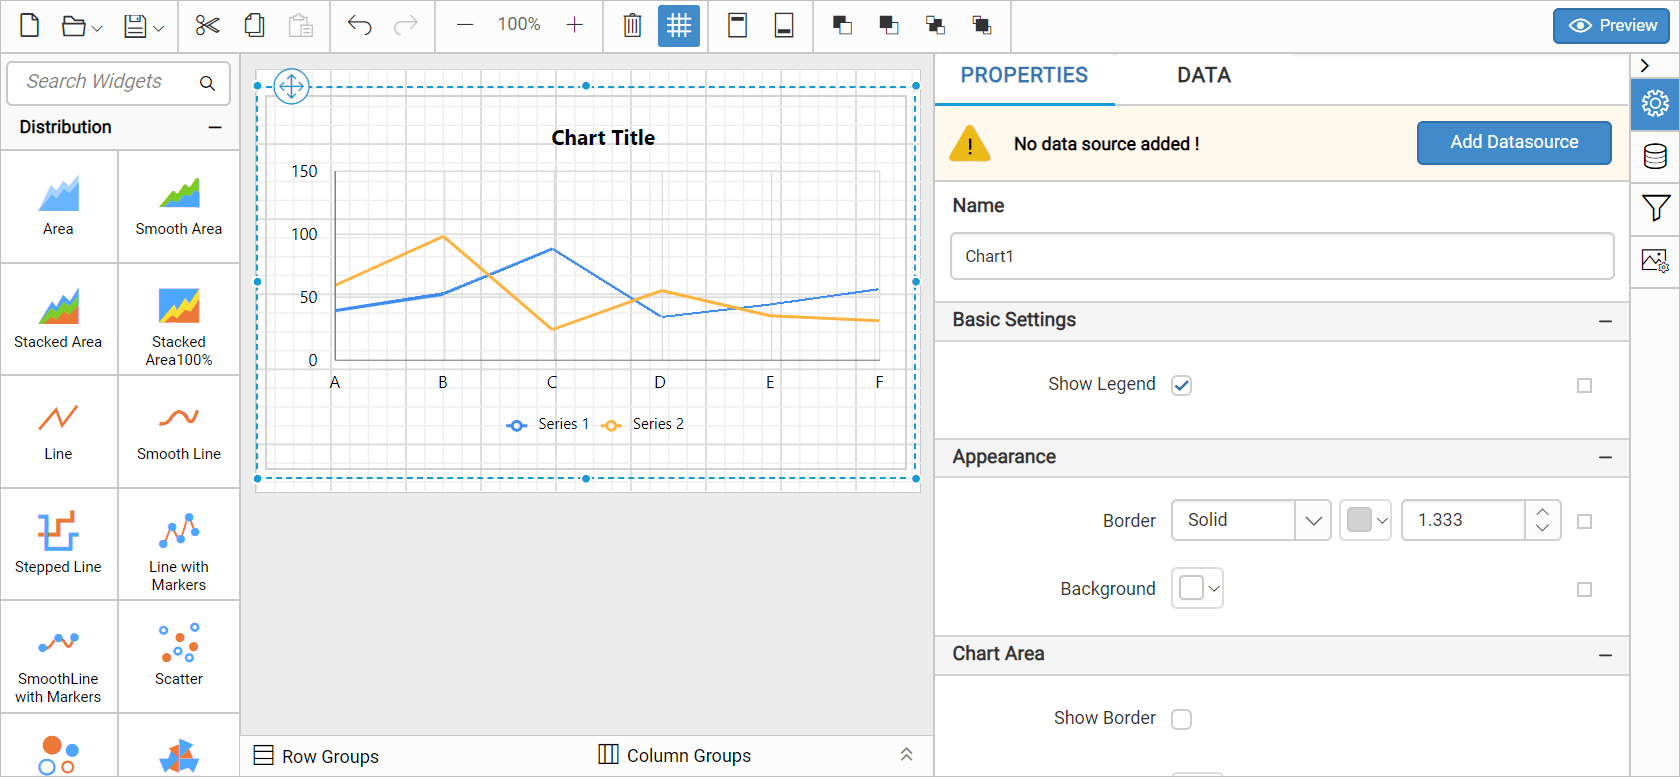 100%
Preview
Search Widgets
Distribution
Area
Smooth Area
Stacked Area
Stacked
Area100%
Line
Smooth Line
Stepped Line
Line with
Markers
SmoothLine
with Markers
Scatter
Chart Title
150
100
50
0
A B C D E F
Series 1 Series 2
Row Groups
Column Groups
PROPERTIES DATA
No data source added !
Add Datasource
Name
Chart1
Basic Settings
Show Legend
Appearance
Border Solid 1.333
Background
Chart Area
Show Border